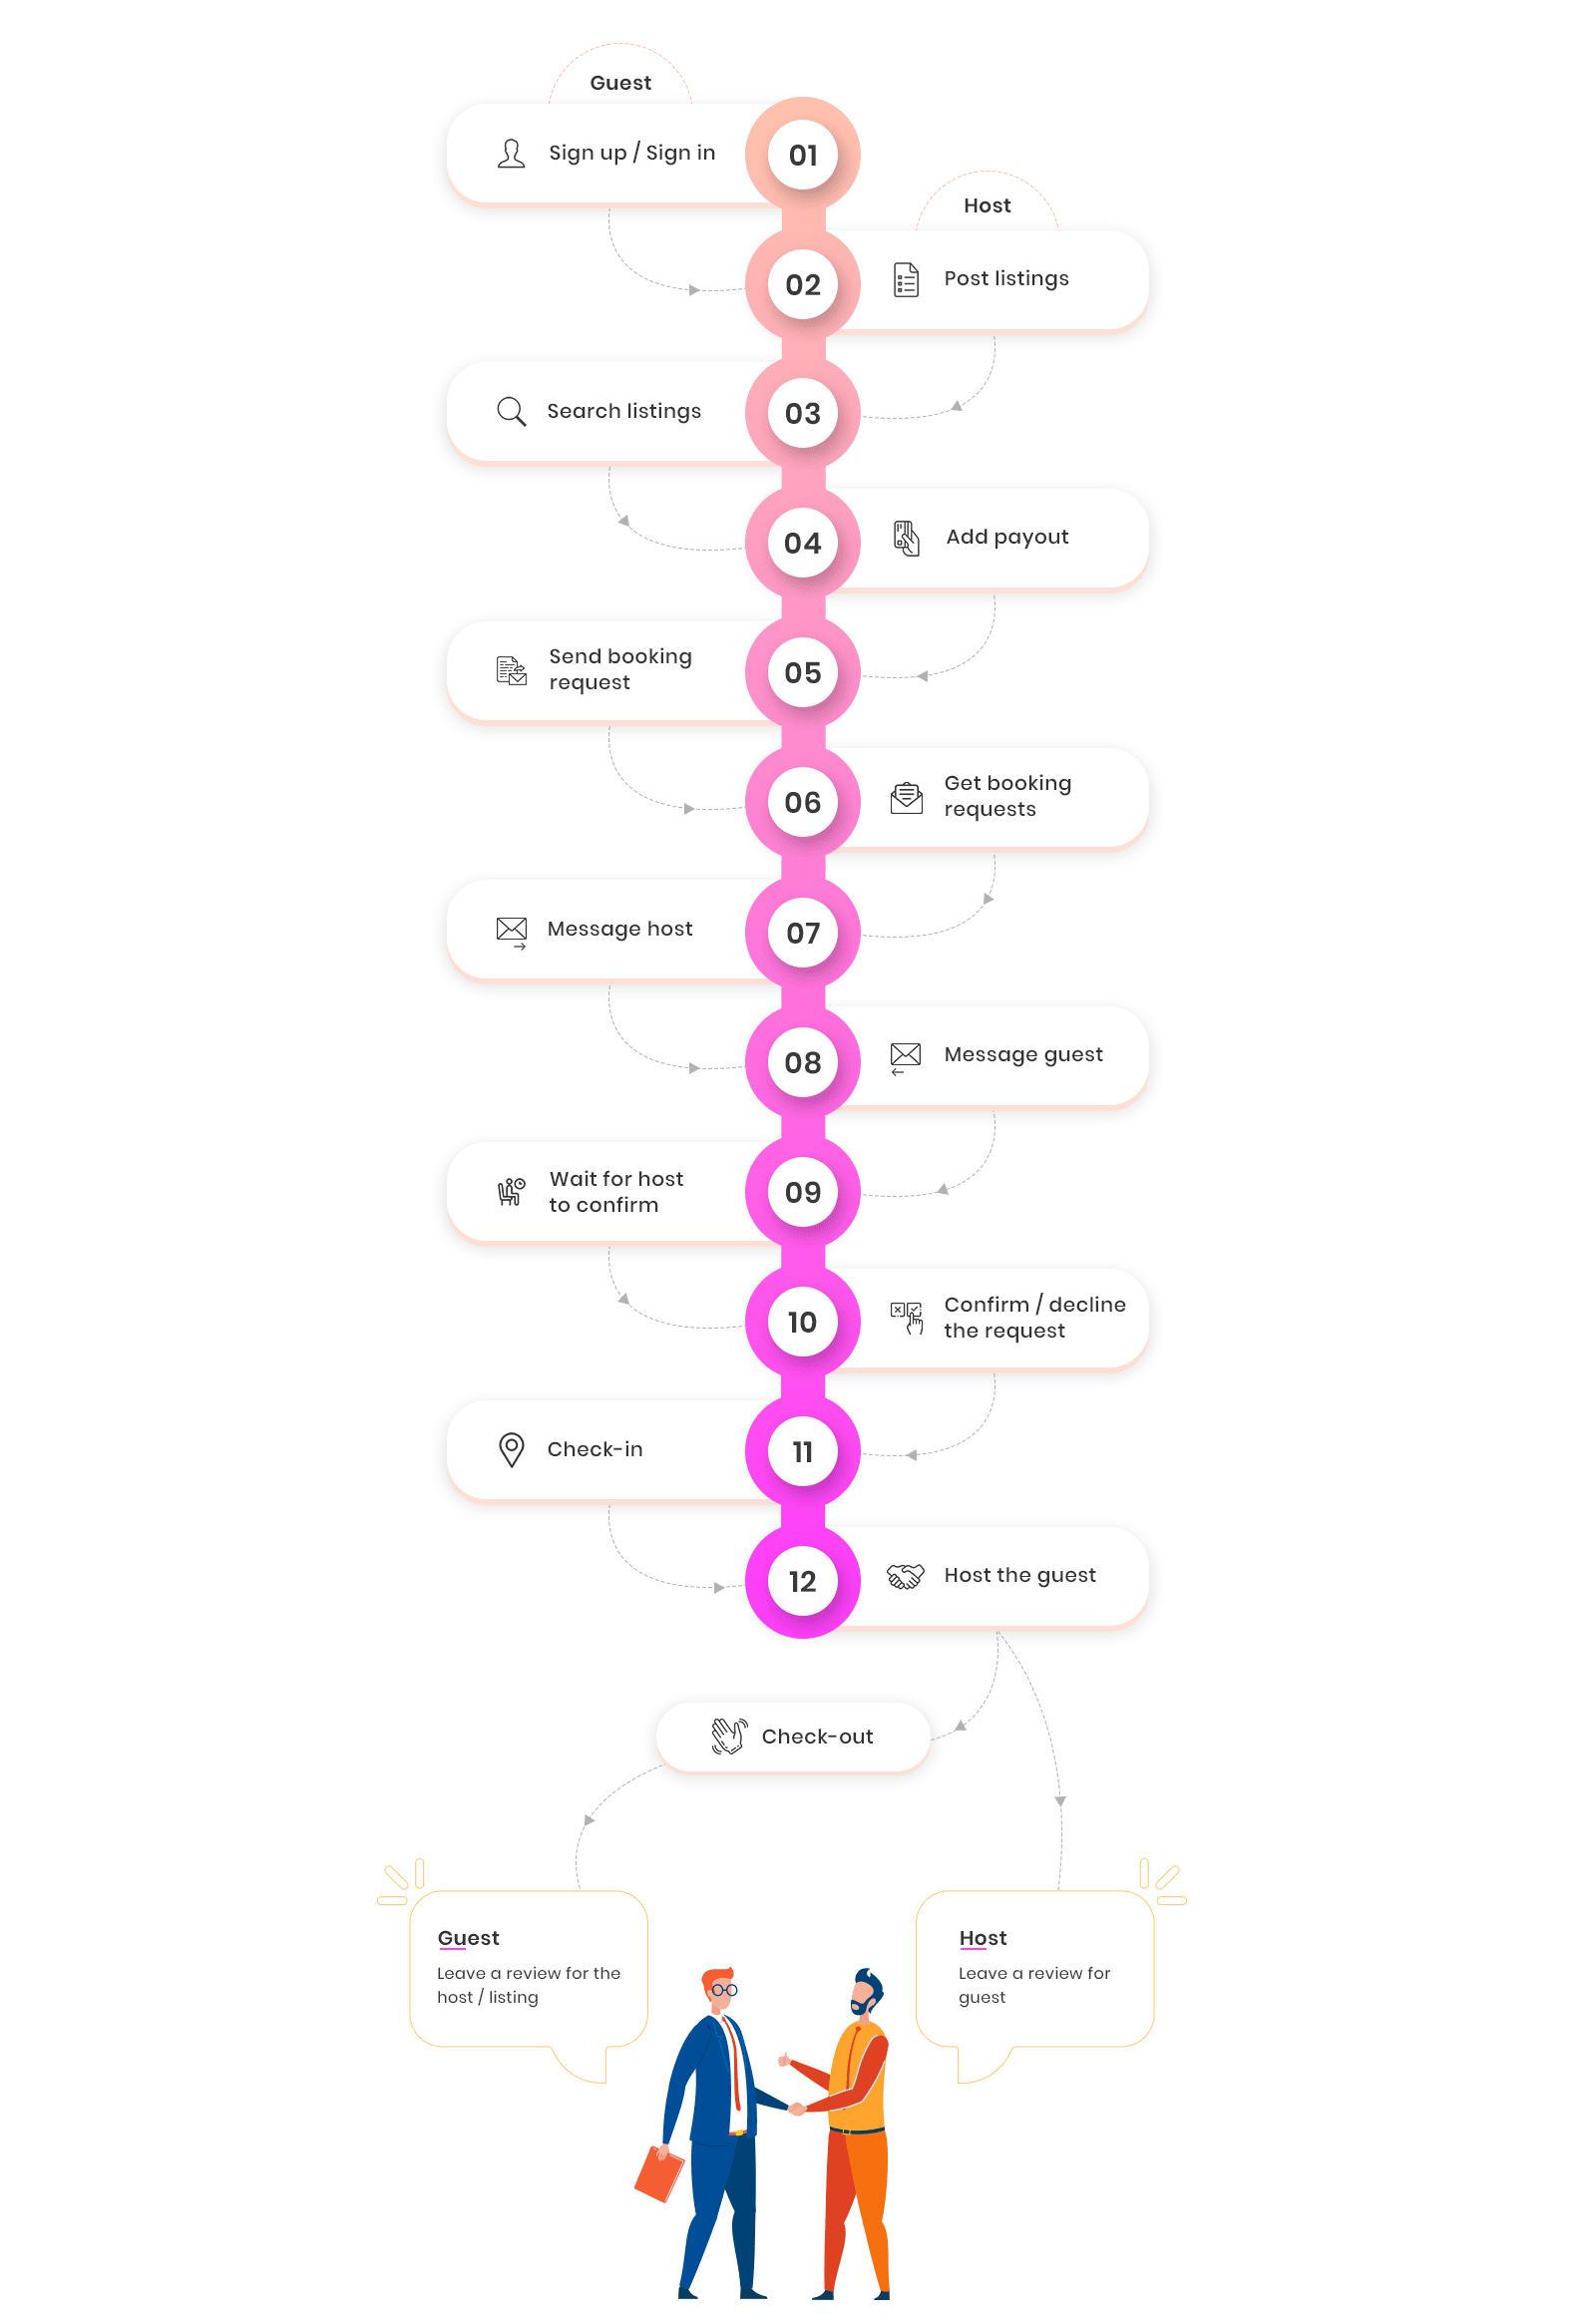 Guest
Sign up / Sign in
01
Host
02
Post listings
Search listings
03
04
Add payout
Send booking
request
05
06
Get booking
requests
Message host
07
08
Message guest
Wait for host
to confirm
09
10
Confirm / decline
the request
Check-in
11
12
Host the guest
Check-out
Guest
Leave a review for the
host / listing
Host
Leave a review for
guest